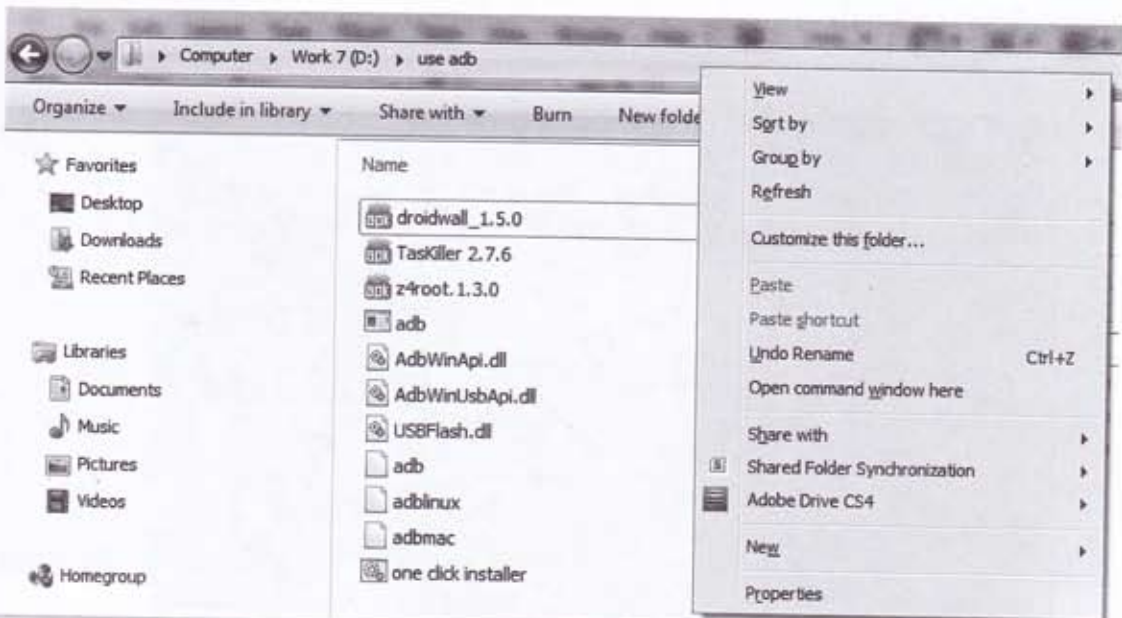 Computer ▸ Work 7 (D:) ▸ use adb
Organize ▾ Include in library ▾ Share with ▾ Burn New folde
Favorites
Desktop
Downloads
Recent Places
Libraries
Documents
Music
Pictures
Videos
Homegroup
Name
droidwall_1.5.0
TasKiller 2.7.6
z4root.1.3.0
adb
AdbWinApi.dll
AdbWinUsbApi.dll
USBFlash.dll
adb
adblinux
adbmac
one click installer
View
Sort by
Group by
Refresh
Customize this folder...
Paste
Paste shortcut
Undo Rename Ctrl+Z
Open command window here
Share with
Shared Folder Synchronization
Adobe Drive CS4
New
Properties